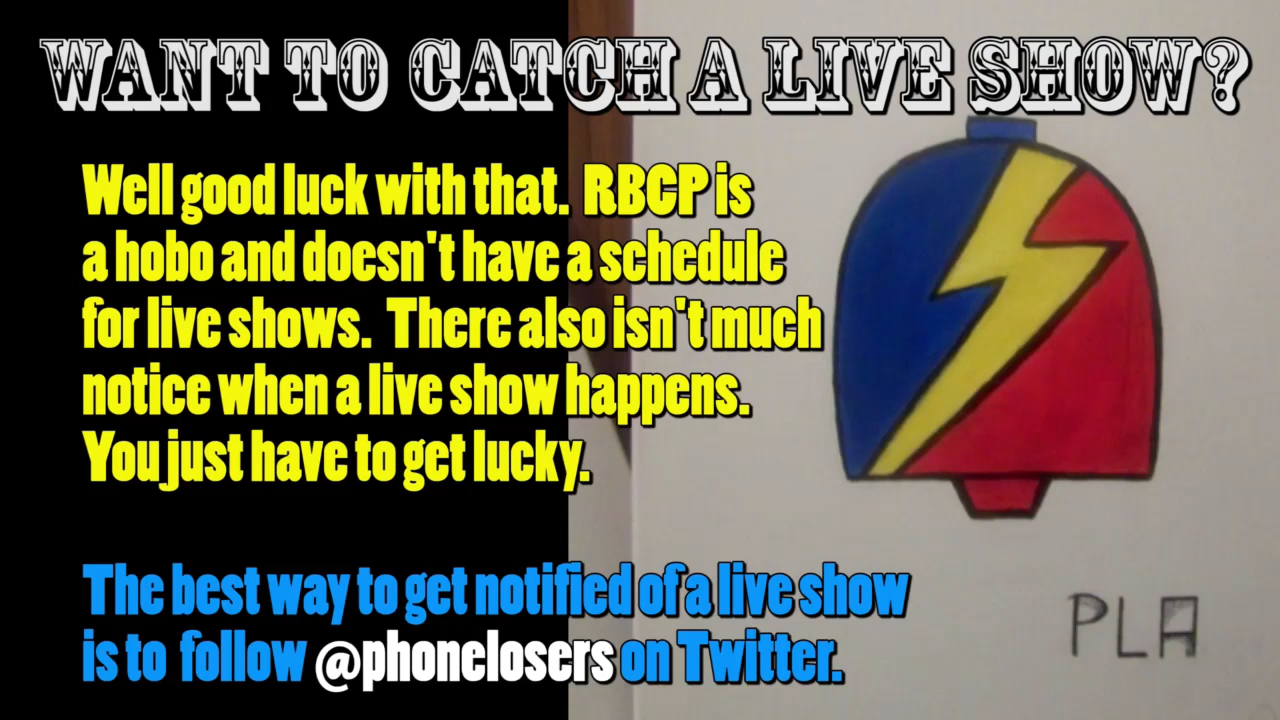 WANT TO CATCH A LIVE SHOW?
Well good luck with that. RBCP is
a hobo and doesn't have a schedule
for live shows. There also isn't much
notice when a live show happens.
You just have to get lucky.
The best way to get notified of a live show
is to follow @phonelosers on Twitter.
PLA